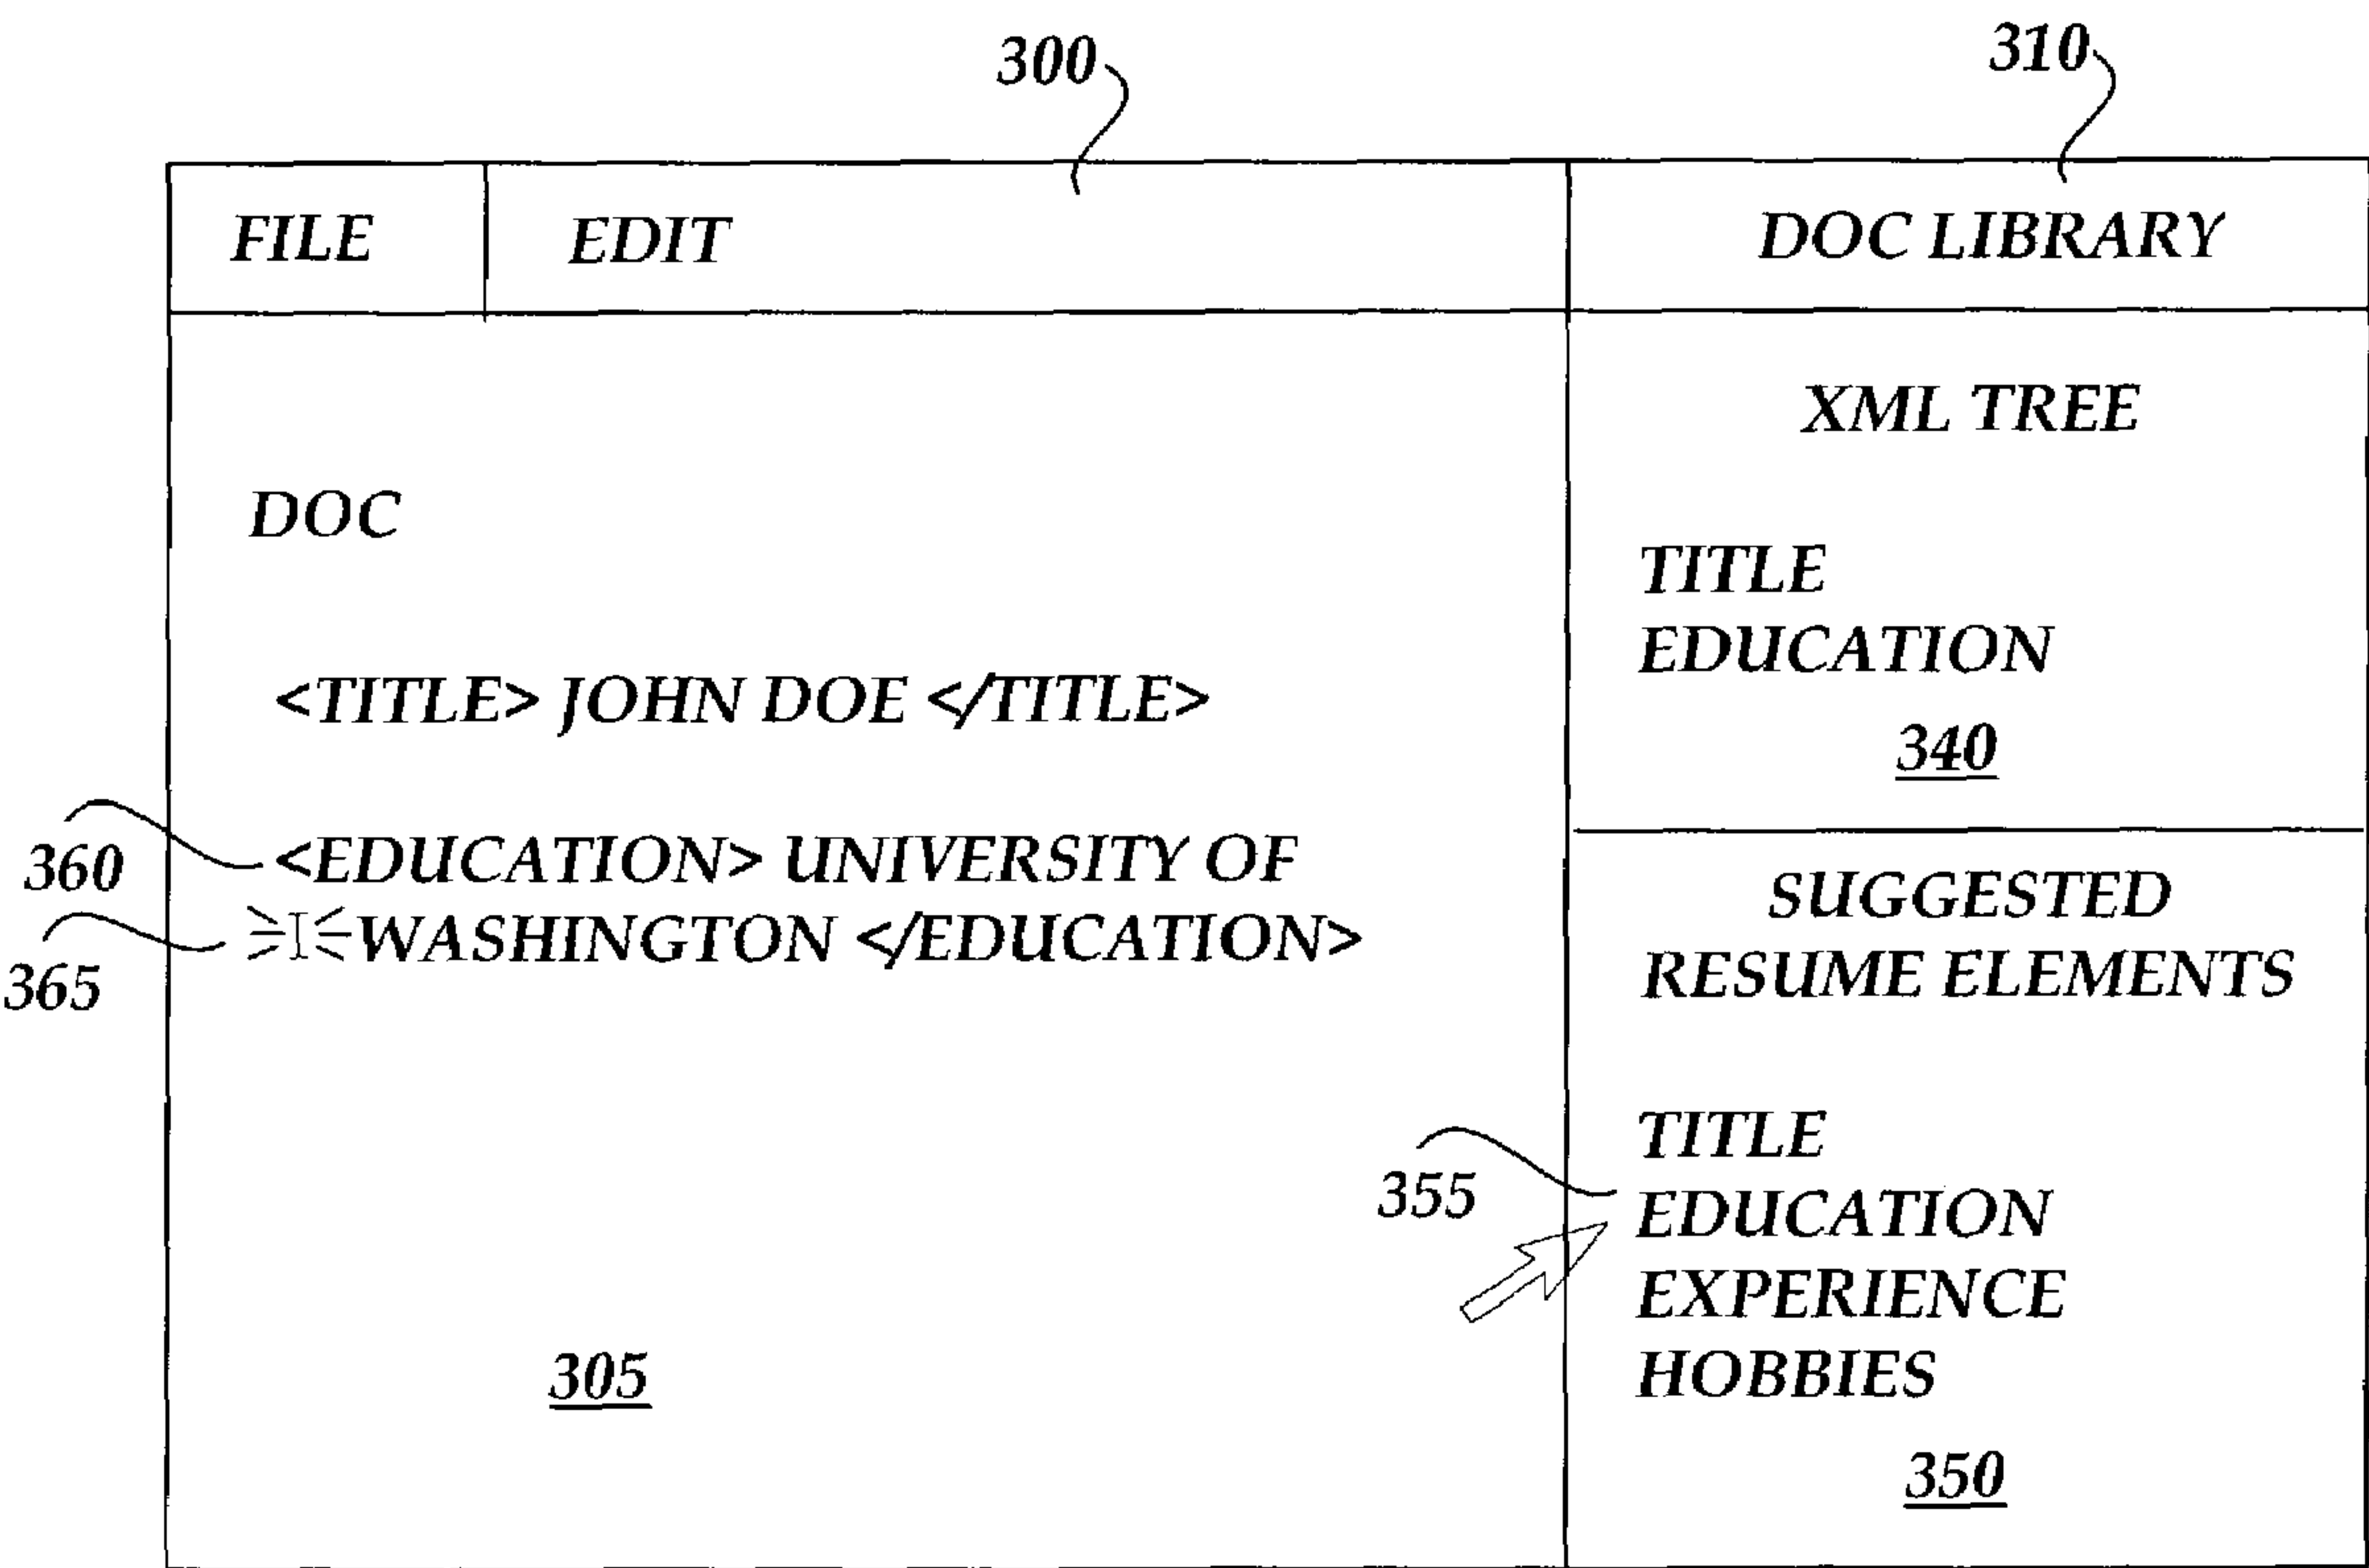 300
310
FILE EDIT
DOC LIBRARY
DOC
<TITLE> JOHN DOE </TITLE>
360
<EDUCATION> UNIVERSITY OF
365
WASHINGTON </EDUCATION>
305
XML TREE
TITLE
EDUCATION
340
SUGGESTED
RESUME ELEMENTS
TITLE
355
EDUCATION
EXPERIENCE
HOBBIES
350